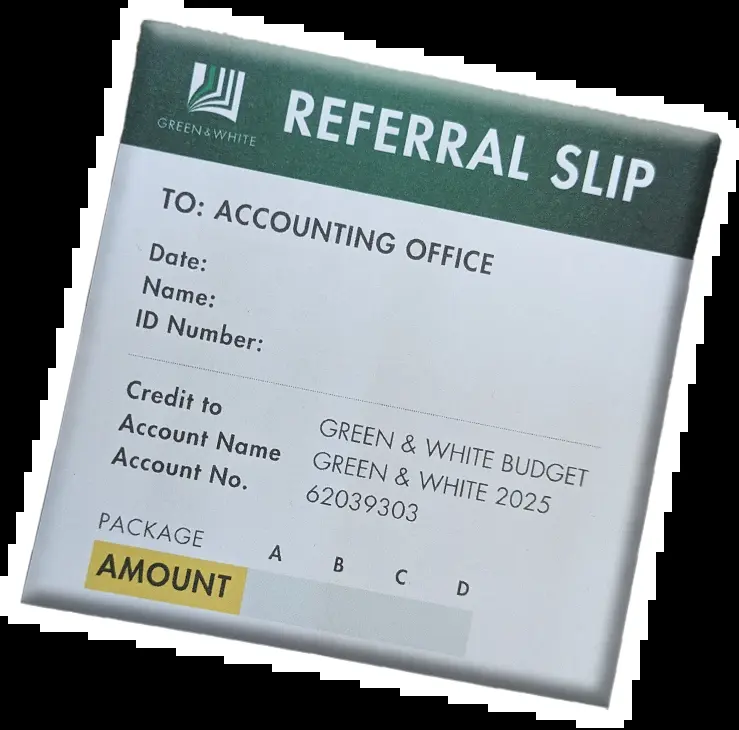 GREEN & WHITE
REFERRAL SLIP
TO: ACCOUNTING OFFICE
Date:
Name:
ID Number:
Credit to GREEN & WHITE BUDGET
Account Name GREEN & WHITE 2025
Account No. 62039303
PACKAGE A B C D
AMOUNT